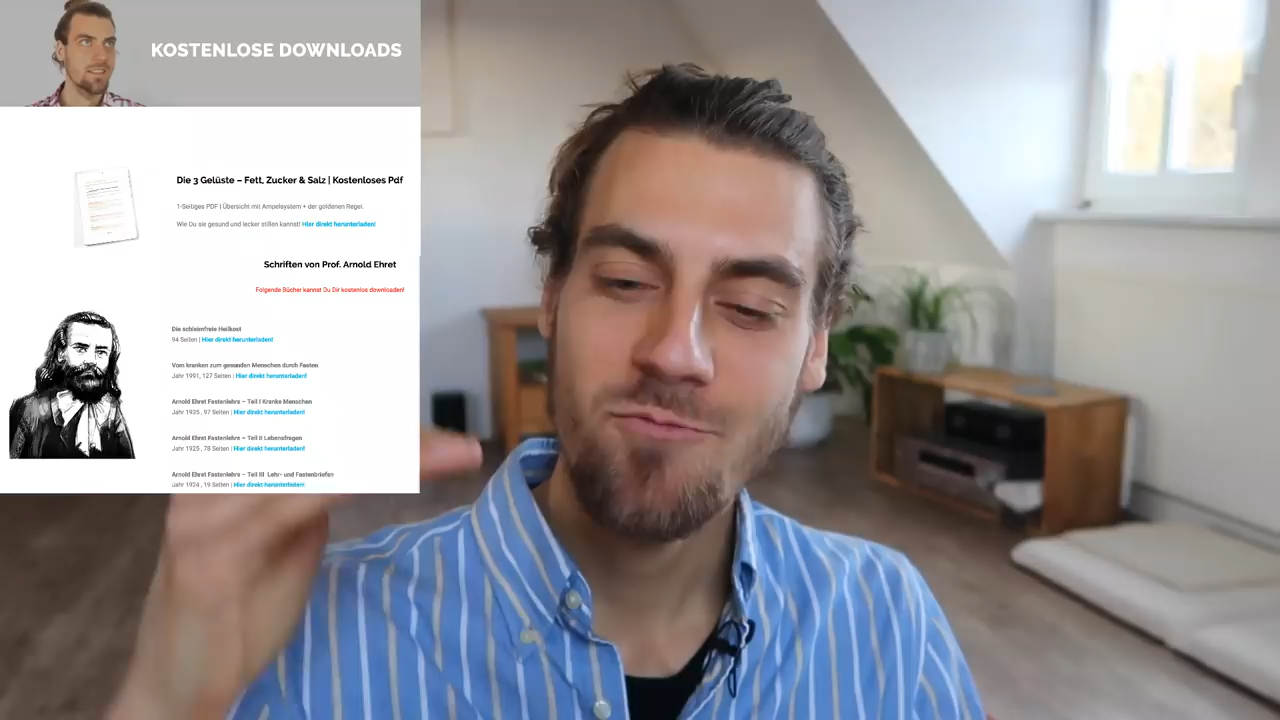 KOSTENLOSE DOWNLOADS
Die 3 Gelüste – Fett, Zucker & Salz | Kostenloses Pdf
1-Seitiges PDF | Übersicht mit Ampelsystem + der goldenen Regel.
Wie Du sie gesund und lecker stillen kannst! Hier direkt herunterladen!
Schriften von Prof. Arnold Ehret
Folgende Bücher kannst Du Dir kostenlos downloaden!
Die schleimfreie Heilkost
94 Seiten | Hier direkt herunterladen!
Vom kranken zum gesunden Menschen durch Fasten
Jahr 1991, 127 Seiten | Hier direkt herunterladen!
Arnold Ehret Fastenlehre – Teil I Kranke Menschen
Jahr 1935 , 97 Seiten | Hier direkt herunterladen!
Arnold Ehret Fastenlehre – Teil II Lebensfragen
Jahr 1925 , 78 Seiten | Hier direkt herunterladen!
Arnold Ehret Fastenlehre – Teil III Lehr- und Fastenbriefen
Jahr 1924 , 19 Seiten | Hier direkt herunterladen!